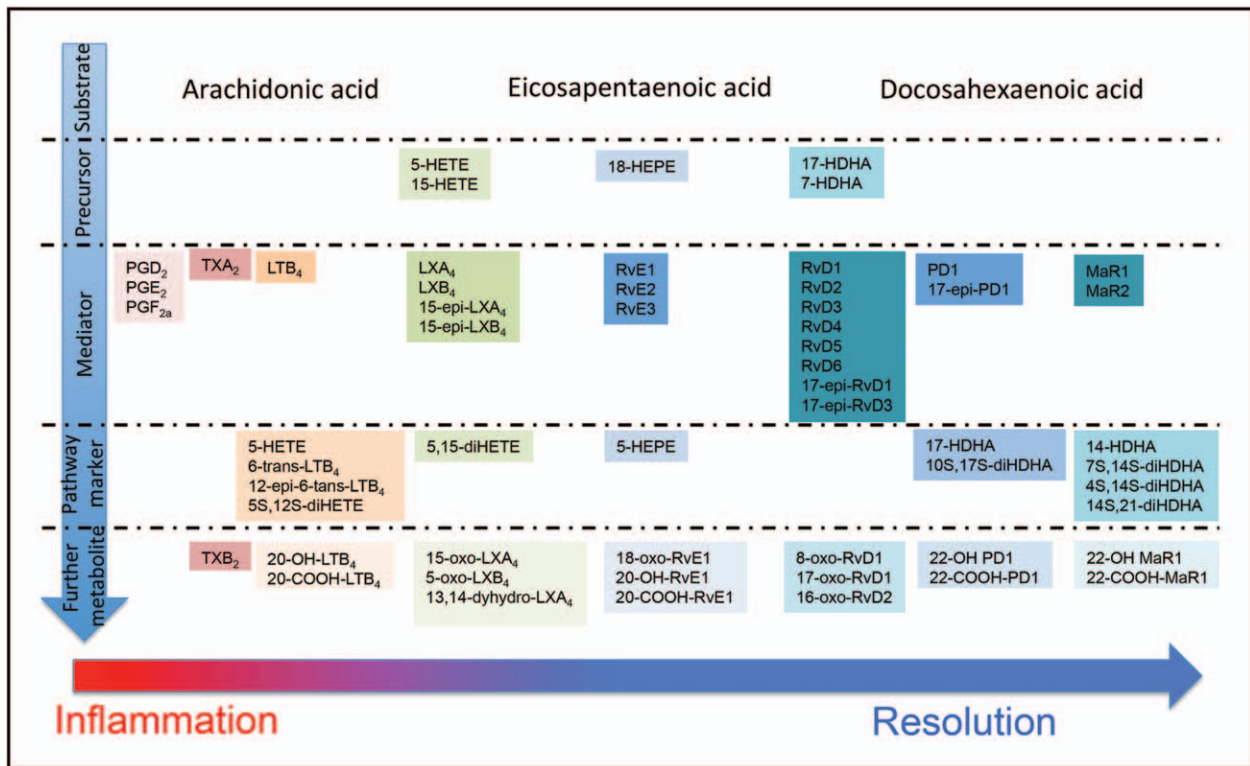 Substrate
Arachidonic acid
Eicosapentaenoic acid
Docosahexaenoic acid
Precursor
5-HETE
15-HETE
18-HEPE
17-HDHA
7-HDHA
Mediator
PGD₂
PGE₂
PGF₂ₐ
TXA₂
LTB₄
LXA₄
LXB₄
15-epi-LXA₄
15-epi-LXB₄
RvE1
RvE2
RvE3
RvD1
RvD2
RvD3
RvD4
RvD5
RvD6
17-epi-RvD1
17-epi-RvD3
PD1
17-epi-PD1
MaR1
MaR2
Pathway
marker
5-HETE
6-trans-LTB₄
12-epi-6-tans-LTB₄
5S,12S-diHETE
5,15-diHETE
5-HEPE
17-HDHA
10S,17S-diHDHA
14-HDHA
7S,14S-diHDHA
4S,14S-diHDHA
14S,21-diHDHA
Further
metabolite
TXB₂
20-OH-LTB₄
20-COOH-LTB₄
15-oxo-LXA₄
5-oxo-LXB₄
13,14-dyhydro-LXA₄
18-oxo-RvE1
20-OH-RvE1
20-COOH-RvE1
8-oxo-RvD1
17-oxo-RvD1
16-oxo-RvD2
22-OH PD1
22-COOH-PD1
22-OH MaR1
22-COOH-MaR1
Inflammation
Resolution